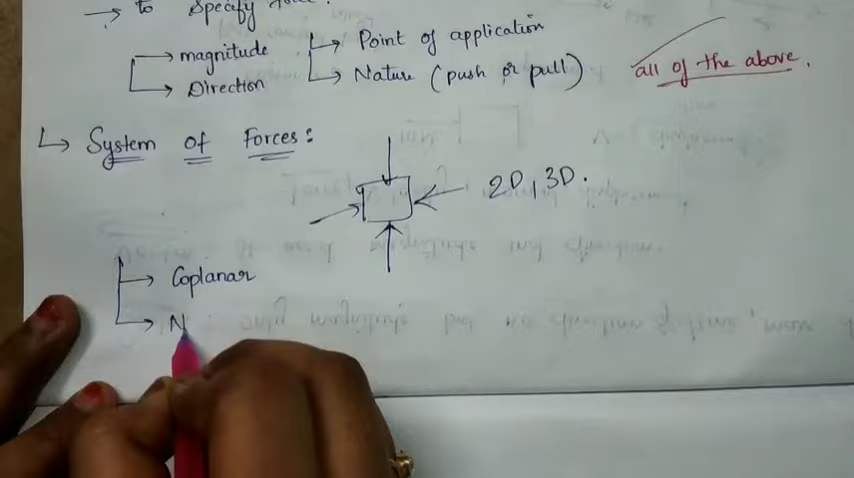 → to Specify force.
→ magnitude
→ Direction
→ Point of application
→ Nature (push or pull)
all of the above.
↳ System of Forces:
2D, 3D.
→ Coplanar
→ N